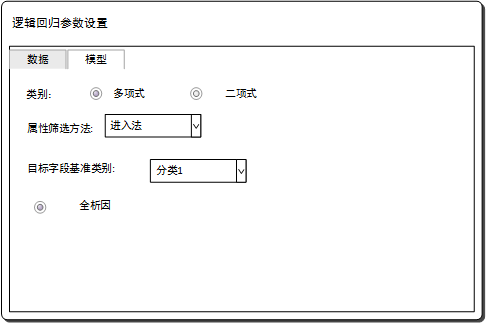 逻辑回归参数设置
数据 模型
类别: 多项式 二项式
属性筛选方法: 进入法
目标字段基准类别: 分类1
全析因